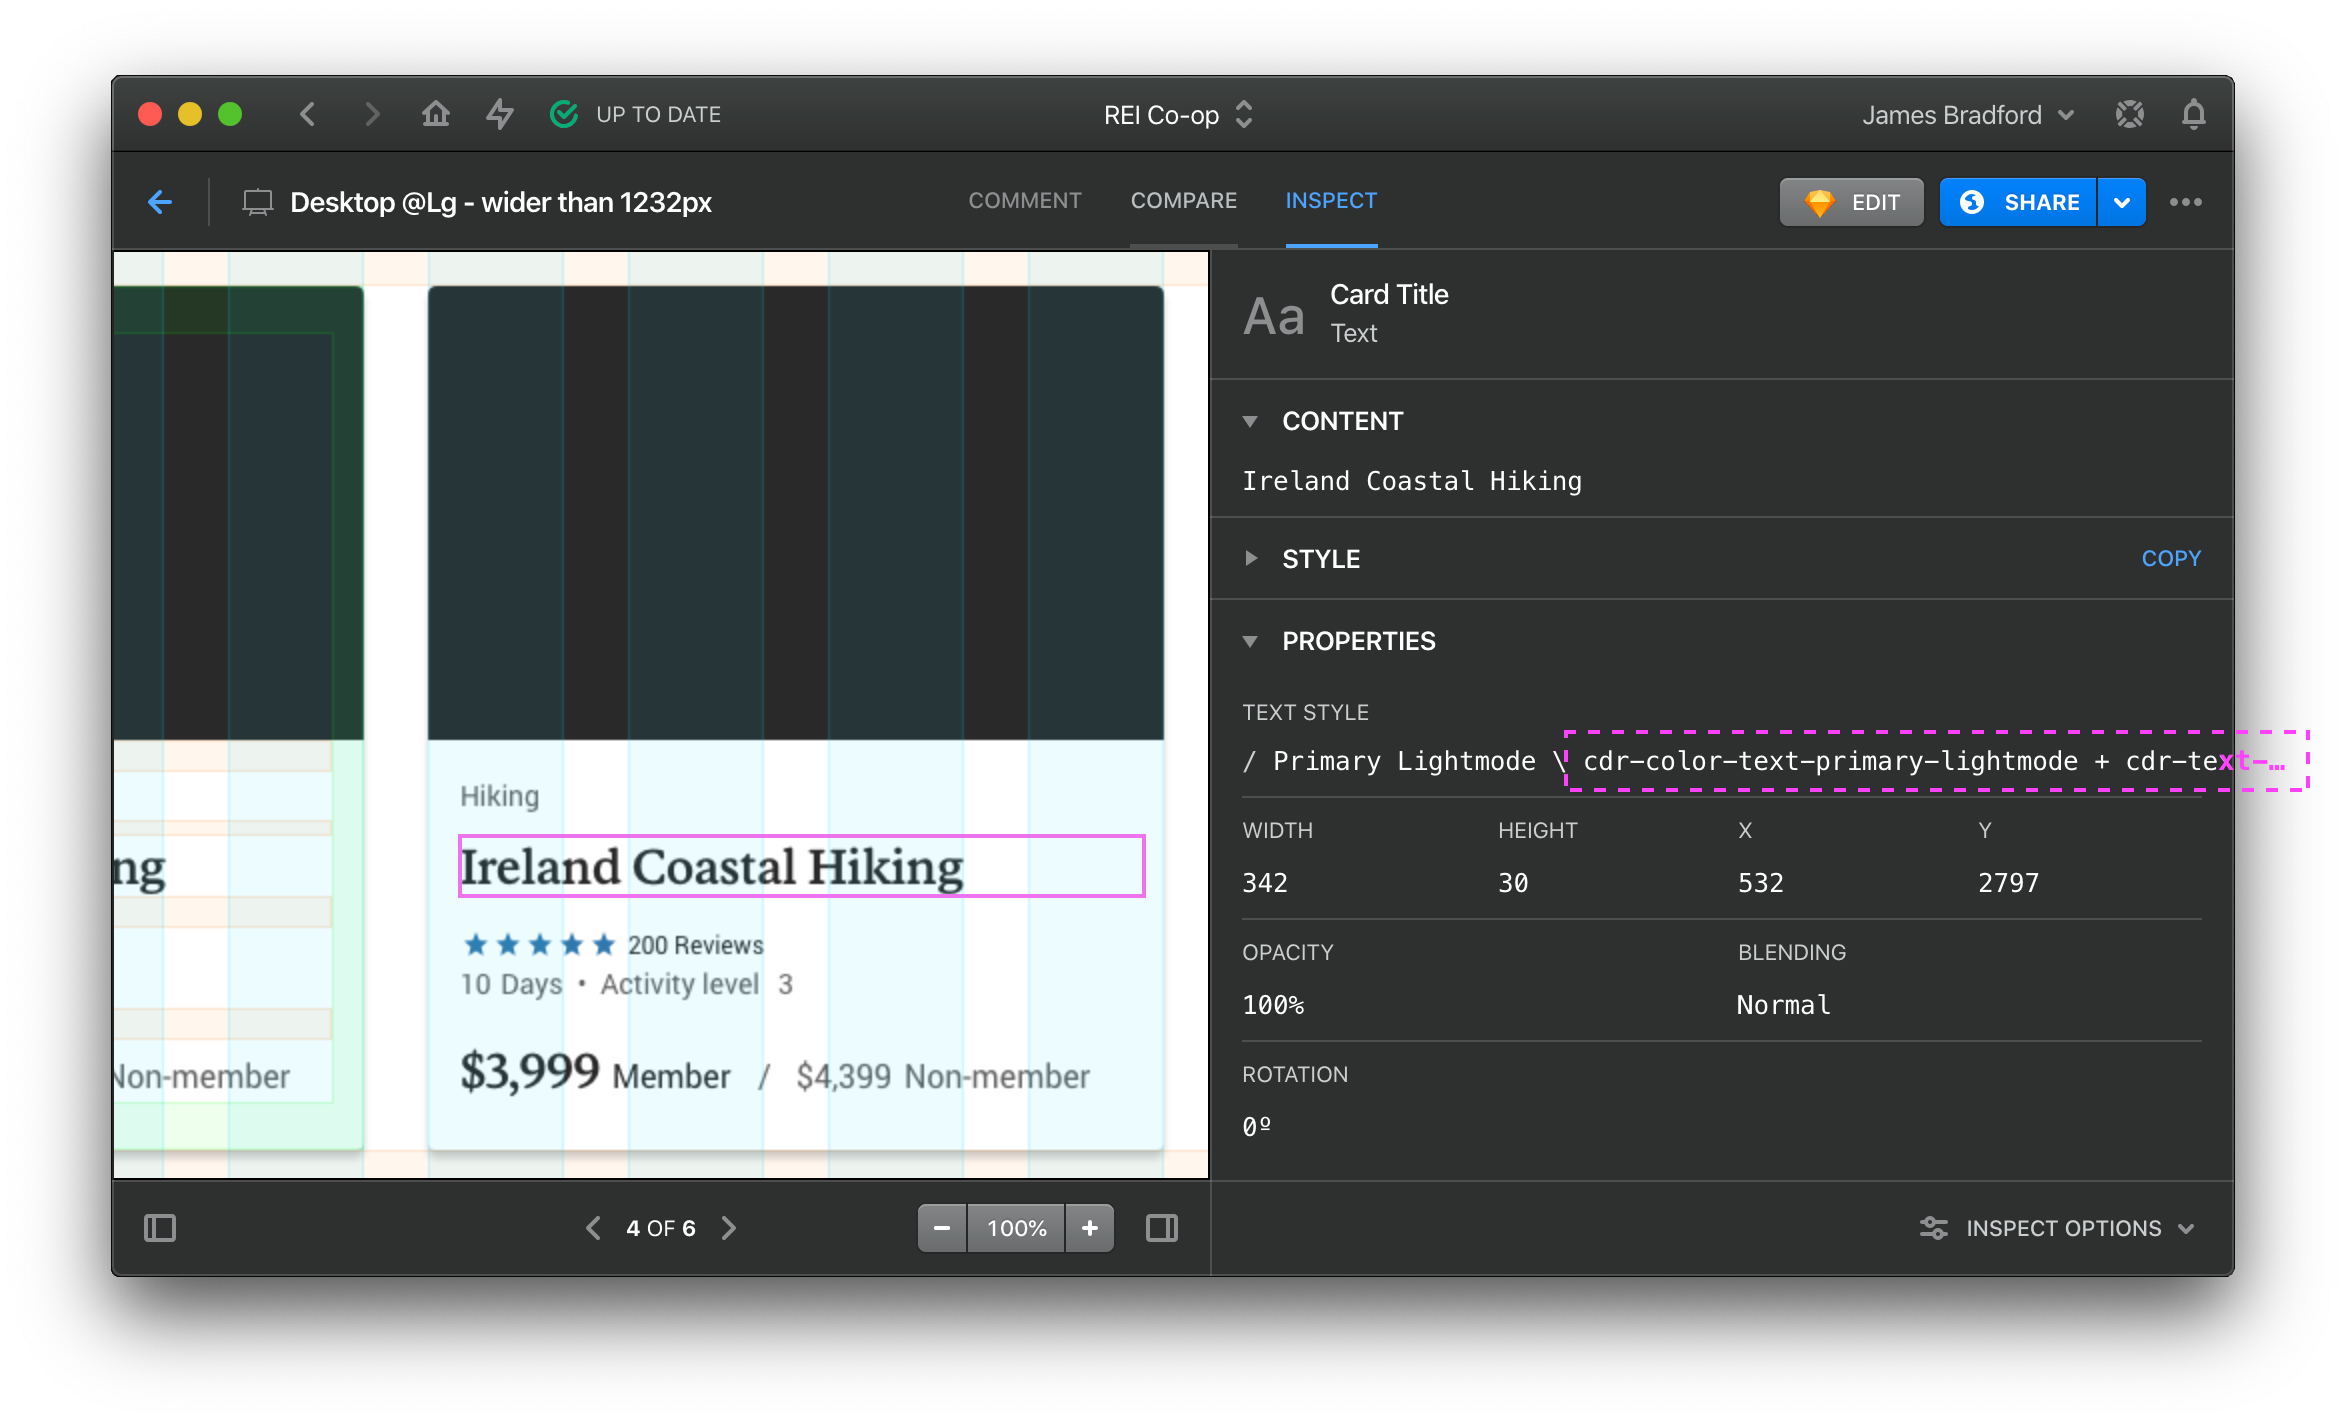 UP TO DATE
REI Co-op
James Bradford
Desktop @Lg - wider than 1232px
COMMENT
COMPARE
INSPECT
EDIT
SHARE
ng
Non-member
Hiking
Ireland Coastal Hiking
200 Reviews
10 Days • Activity level 3
$3,999 Member / $4,399 Non-member
Aa
Card Title
Text
CONTENT
Ireland Coastal Hiking
STYLE
COPY
PROPERTIES
TEXT STYLE
/ Primary Lightmode \ cdr-color-text-primary-lightmode + cdr-text-…
WIDTH HEIGHT X Y
342 30 532 2797
OPACITY BLENDING
100% Normal
ROTATION
0º
4 OF 6
100%
INSPECT OPTIONS